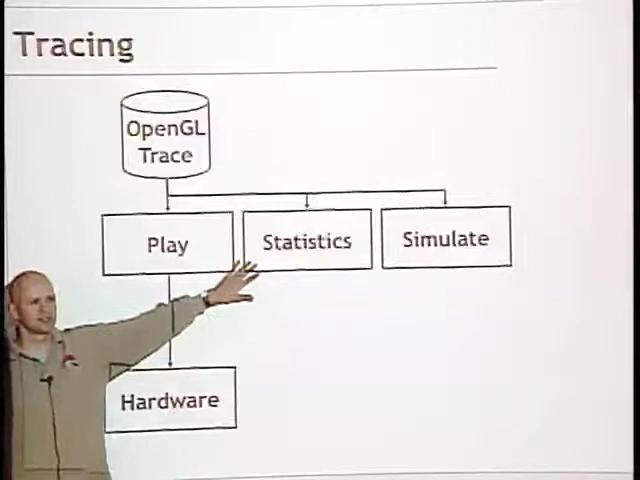 Tracing
OpenGL
Trace
Play
Statistics
Simulate
Hardware